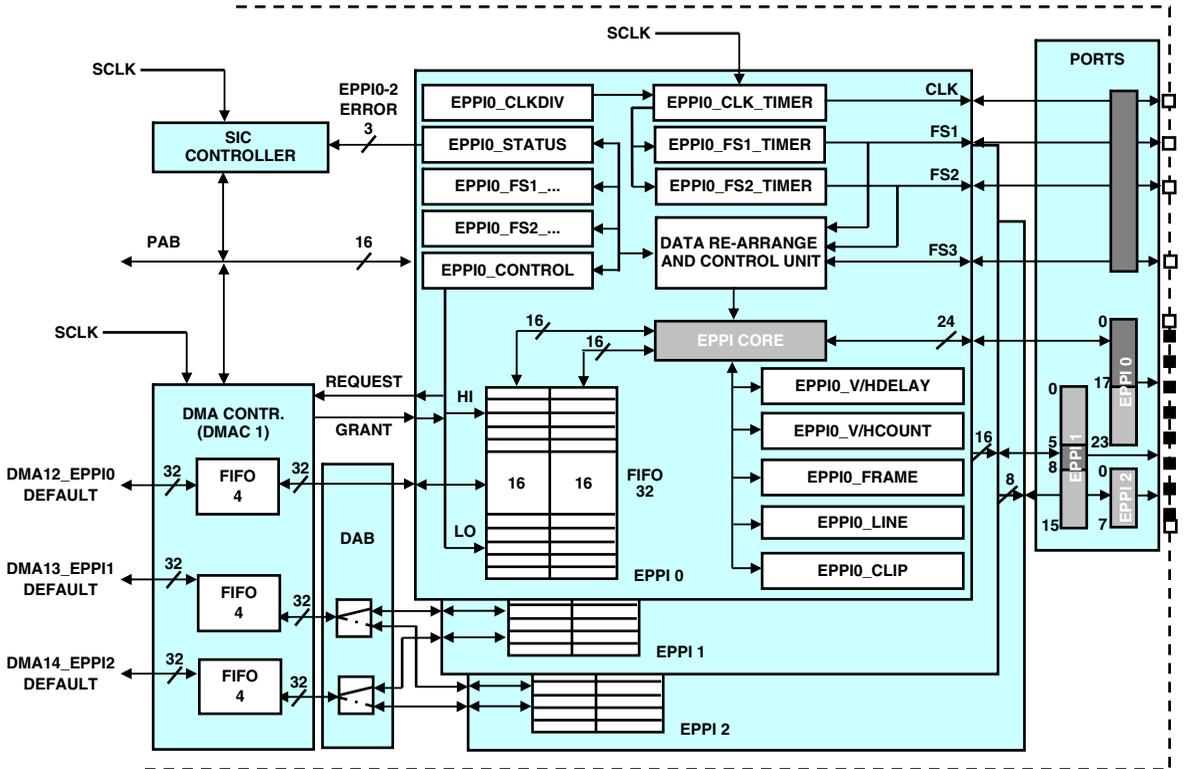 SCLK
SCLK
PORTS
EPPI0-2
ERROR
3
SIC
CONTROLLER
EPPI0_CLKDIV
EPPI0_CLK_TIMER
CLK
EPPI0_STATUS
EPPI0_FS1_TIMER
FS1
EPPI0_FS1_...
EPPI0_FS2_TIMER
FS2
EPPI0_FS2_...
DATA RE-ARRANGE
AND CONTROL UNIT
FS3
PAB
16
EPPI0_CONTROL
SCLK
16
16
EPPI CORE
24
0
EPPI 0
17
23
REQUEST
GRANT
HI
EPPI0_V/HDELAY
EPPI0_V/HCOUNT
EPPI0_FRAME
EPPI0_LINE
EPPI0_CLIP
16
8
0
5
8
15
EPPI 1
0
7
EPPI 2
DMA CONTR.
(DMAC 1)
DMA12_EPPI0
DEFAULT
32
FIFO
4
32
16
16
FIFO
32
LO
EPPI 0
DAB
DMA13_EPPI1
DEFAULT
32
FIFO
4
32
EPPI 1
DMA14_EPPI2
DEFAULT
32
FIFO
4
32
EPPI 2